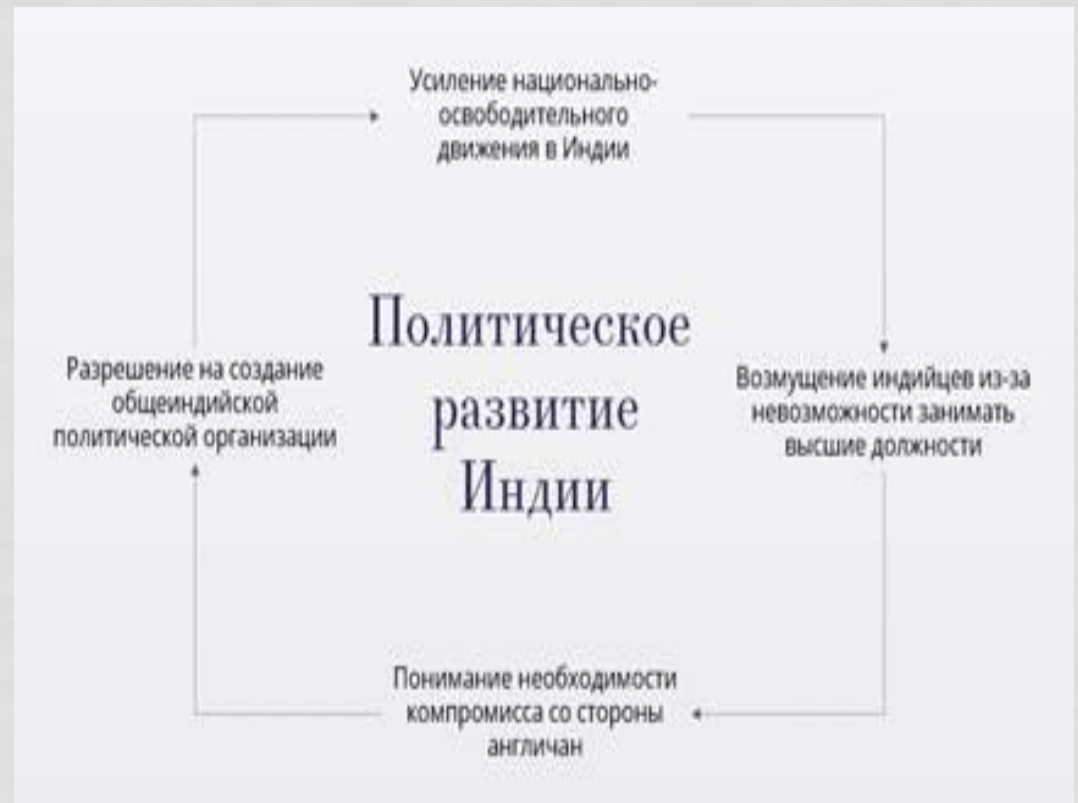 Усиление национально-
освободительного
движения в Индии
Политическое
развитие
Индии
Разрешение на создание
общеиндийской
политической организации
Возмущение индийцев из-за
невозможности занимать
высшие должности
Понимание необходимости
компромисса со стороны
англичан